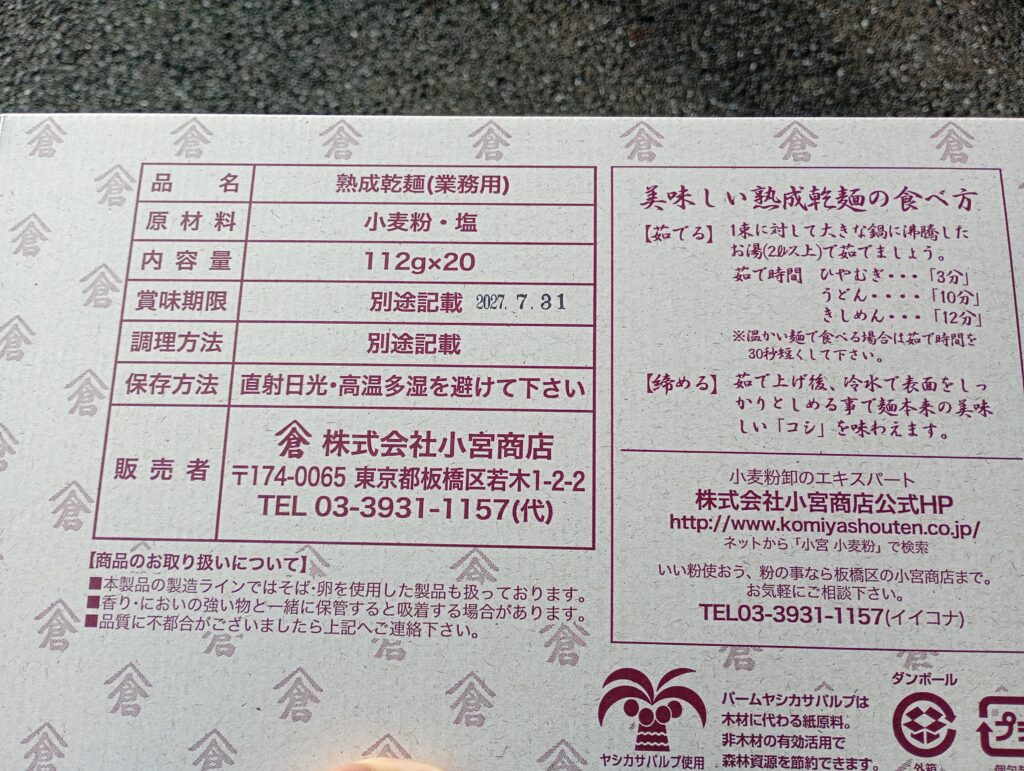 品 名 熟成乾麺(業務用)
原材料 小麦粉・塩
内容量 112g×20
賞味期限 別途記載 2027. 7. 31
調理方法 別途記載
保存方法 直射日光・高温多湿を避けて下さい
販売者
倉 株式会社小宮商店
〒174-0065 東京都板橋区若木1-2-2
TEL 03-3931-1157(代)
【商品のお取り扱いについて】
■本製品の製造ラインではそば・卵を使用した製品も扱っております。
■香り・においの強い物と一緒に保管すると吸着する場合があります。
■品質に不都合がございましたら上記へご連絡下さい。
美味しい熟成乾麺の食べ方
【茹でる】 1束に対して大きな鍋に沸騰した
お湯(2ℓ以上)で茹でましょう。
茹で時間 ひやむぎ・・・「3分」
うどん・・・・「10分」
きしめん・・・「12分」
※温かい麺で食べる場合は茹で時間を
30秒短くして下さい。
【締める】 茹で上げ後、冷水で表面をしっ
かりとしめる事で麺本来の美味
しい「コシ」を味わえます。
小麦粉卸のエキスパート
株式会社小宮商店公式HP
http://www.komiyashouten.co.jp/
ネットから「小宮 小麦粉」で検索
いい粉使おう、粉の事なら板橋区の小宮商店まで。
お気軽にご相談下さい。
TEL03-3931-1157(イイコナ)
ヤシカサパルプ使用
パームヤシカサパルプは
木材に代わる紙原料。
非木材の有効活用で
森林資源を節約できます。
ダンボール
外箱
プラ
個包装